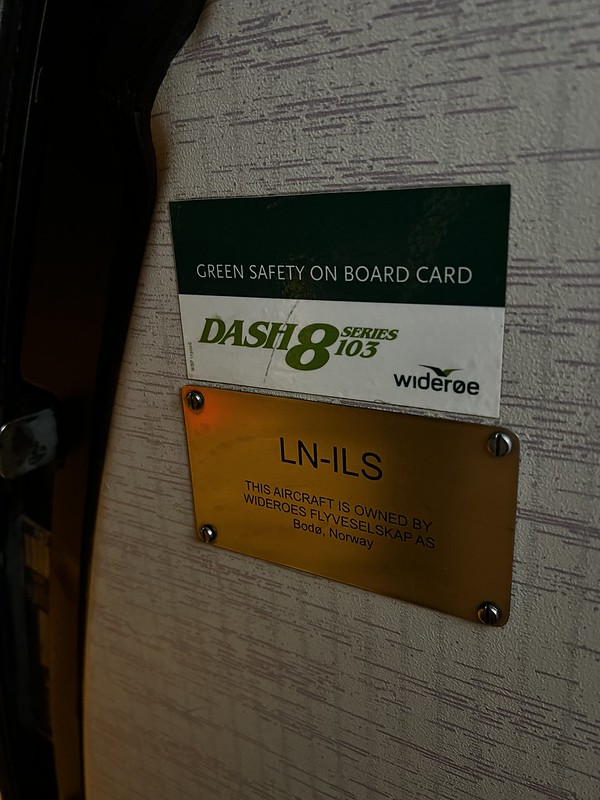 GREEN SAFETY ON BOARD CARD
DASH 8 SERIES 103
widerøe
LN-ILS
THIS AIRCRAFT IS OWNED BY
WIDEROES FLYVESELSKAP AS
Bodø, Norway